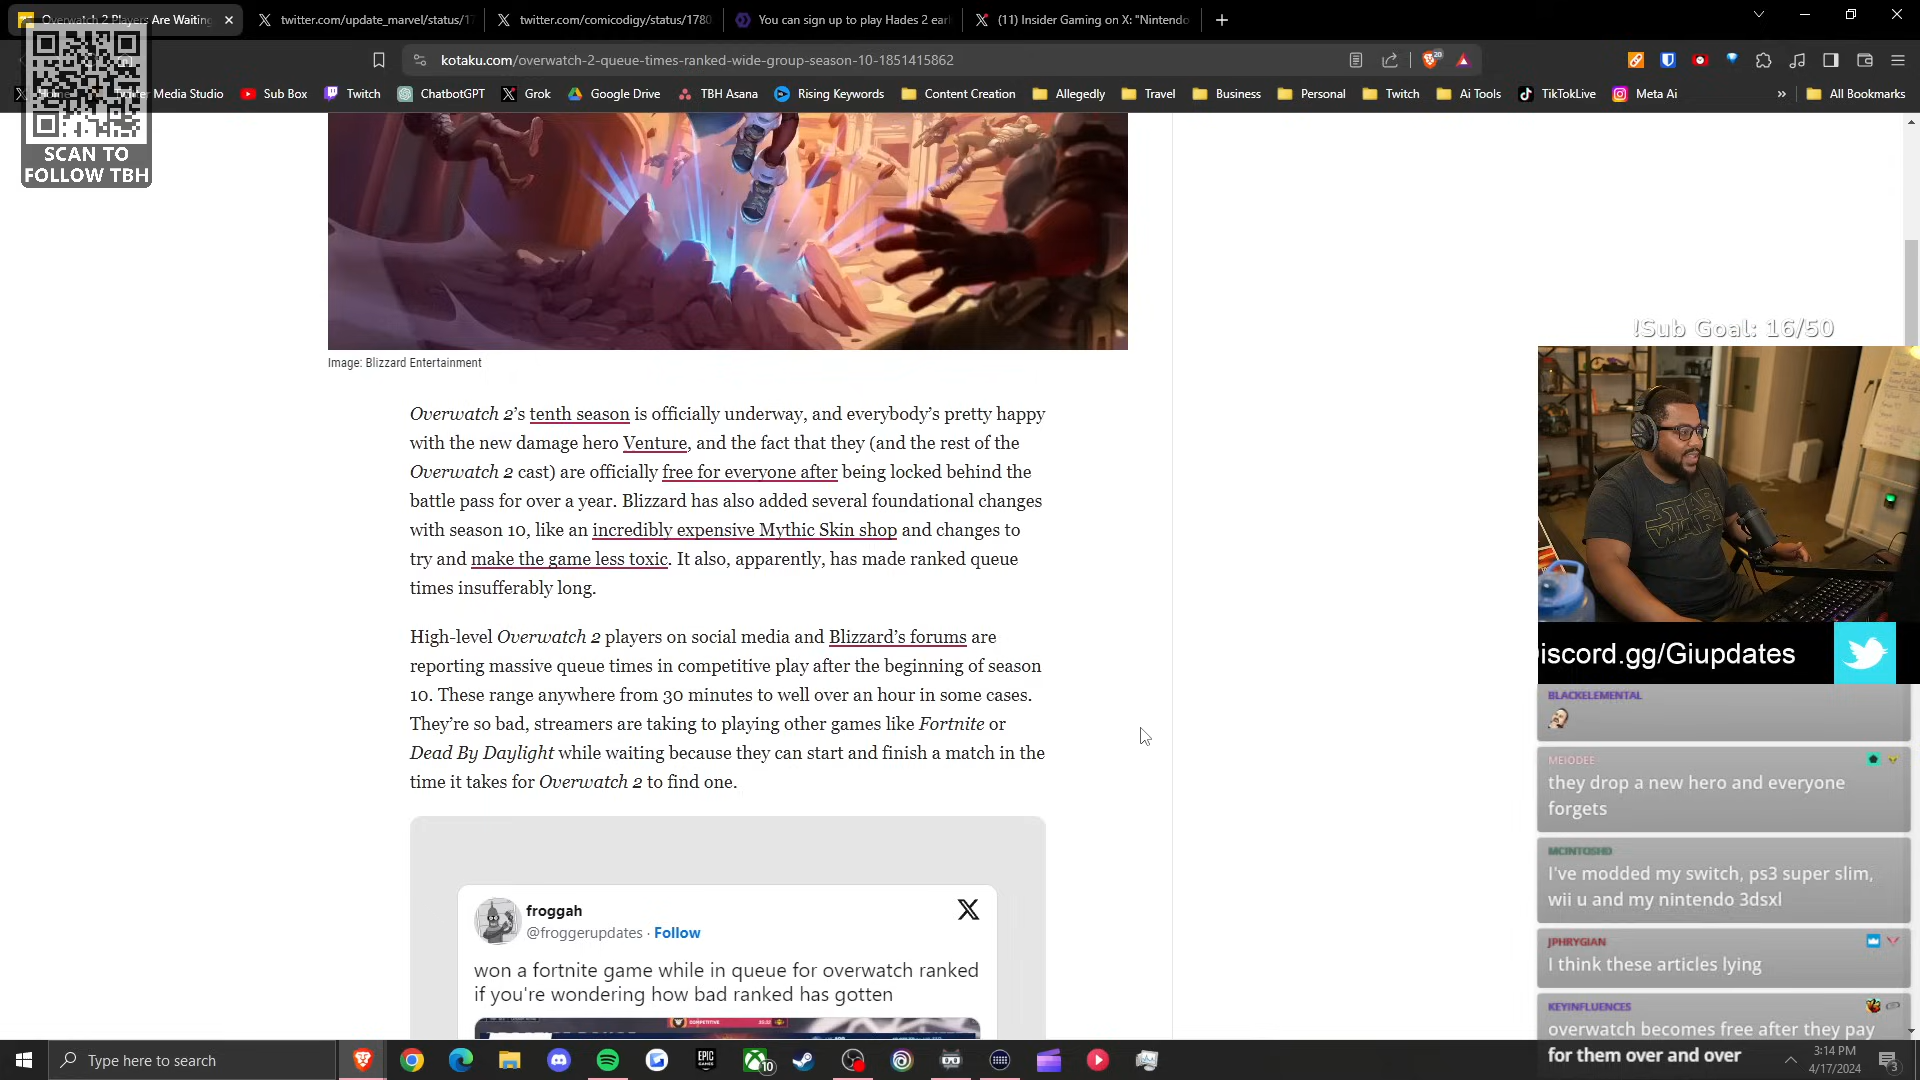 Overwatch 2 Players Are Waiting
twitter.com/update_marvel/status/17
twitter.com/comicodigy/status/1780
You can sign up to play Hades 2 earl
(11) Insider Gaming on X: "Nintendo
kotaku.com/overwatch-2-queue-times-ranked-wide-group-season-10-1851415862
20
Media Studio
Sub Box
Twitch
ChatbotGPT
Grok
Google Drive
TBH Asana
Rising Keywords
Content Creation
Allegedly
Travel
Business
Personal
Twitch
Ai Tools
TikTokLive
Meta Ai
»
All Bookmarks
SCAN TO
FOLLOW TBH
Image: Blizzard Entertainment
Overwatch 2’s tenth season is officially underway, and everybody’s pretty happy
with the new damage hero Venture, and the fact that they (and the rest of the
Overwatch 2 cast) are officially free for everyone after being locked behind the
battle pass for over a year. Blizzard has also added several foundational changes
with season 10, like an incredibly expensive Mythic Skin shop and changes to
try and make the game less toxic. It also, apparently, has made ranked queue
times insufferably long.
High-level Overwatch 2 players on social media and Blizzard’s forums are
reporting massive queue times in competitive play after the beginning of season
10. These range anywhere from 30 minutes to well over an hour in some cases.
They’re so bad, streamers are taking to playing other games like Fortnite or
Dead By Daylight while waiting because they can start and finish a match in the
time it takes for Overwatch 2 to find one.
froggah
@froggerupdates · Follow
won a fortnite game while in queue for overwatch ranked
if you're wondering how bad ranked has gotten
COMPETITIVE
!Sub Goal: 16/50
STAR
WARS
iscord.gg/Giupdates
BLACKELEMENTAL
MEIODEE
they drop a new hero and everyone
forgets
MCINTOSHD
I've modded my switch, ps3 super slim,
wii u and my nintendo 3dsxl
JPHRYGIAN
I think these articles lying
KEYINFLUENCES
overwatch becomes free after they pay
for them over and over
Type here to search
EPIC
GAMES
10
3:14 PM
4/17/2024
3